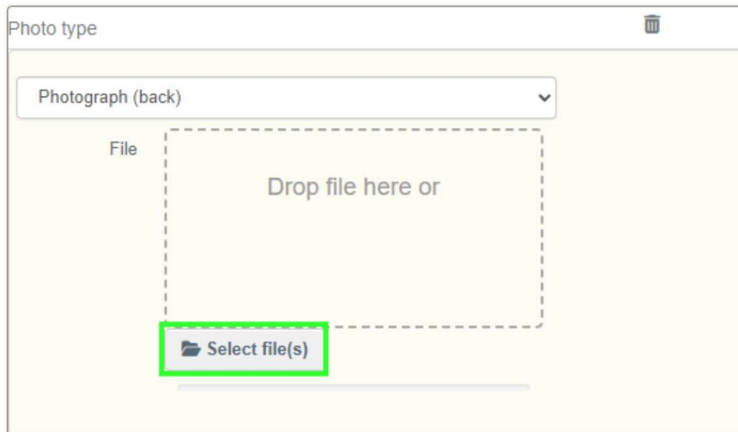 Photo type
Photograph (back)
File
Drop file here or
Select file(s)